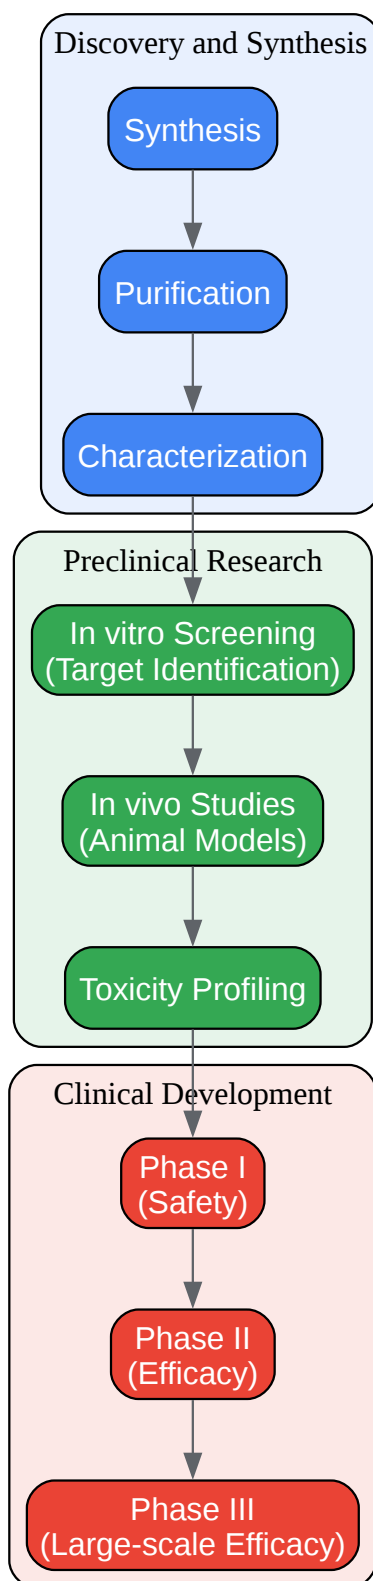 Discovery and Synthesis
Synthesis
Purification
Characterization
Preclinical Research
In vitro Screening
(Target Identification)
In vivo Studies
(Animal Models)
Toxicity Profiling
Clinical Development
Phase I
(Safety)
Phase II
(Efficacy)
Phase III
(Large-scale Efficacy)